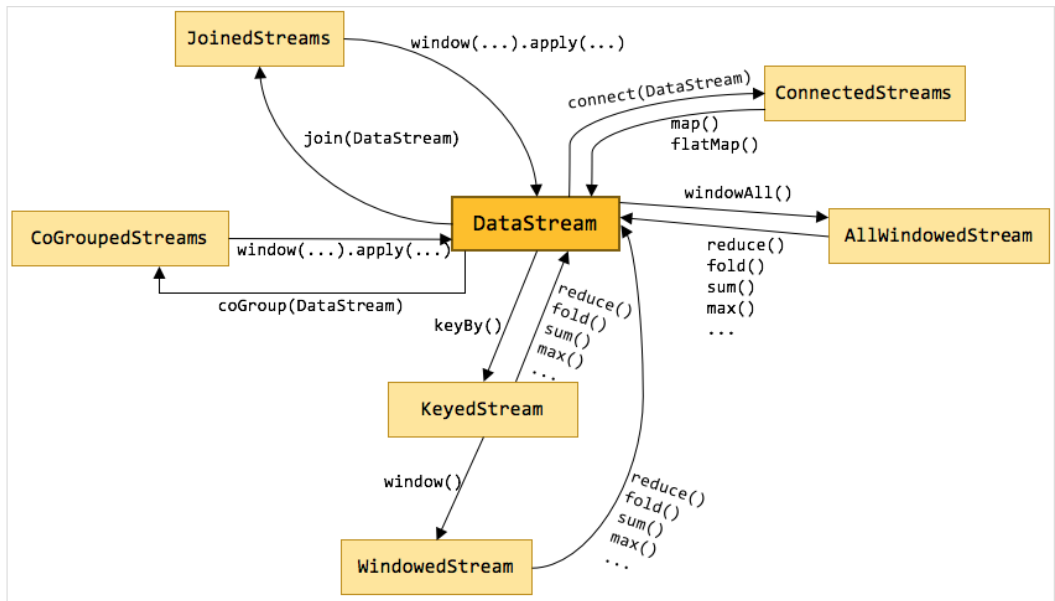 JoinedStreams
window(...).apply(...)
connect(DataStream)
ConnectedStreams
map()
flatMap()
join(DataStream)
windowAll()
DataStream
CoGroupedStreams
window(...).apply(...)
AllWindowedStream
reduce()
fold()
sum()
max()
...
coGroup(DataStream)
keyBy()
reduce()
fold()
sum()
max()
...
KeyedStream
window()
reduce()
fold()
sum()
max()
...
WindowedStream